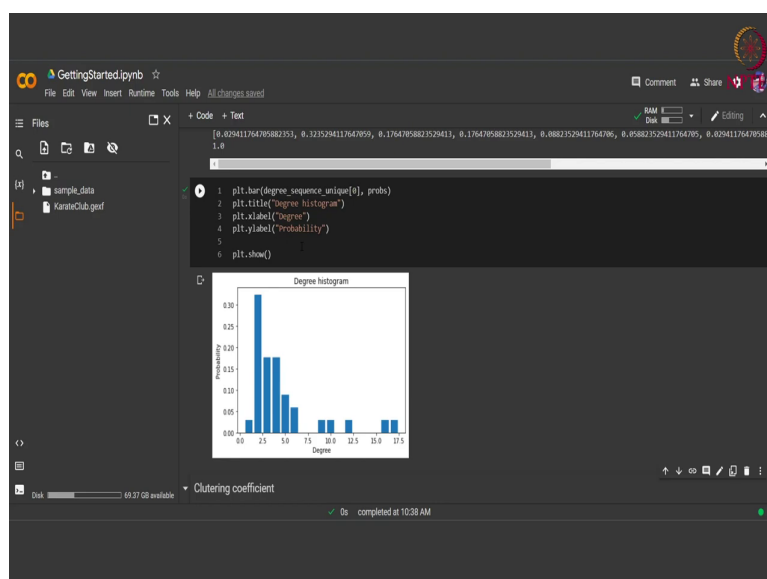 GettingStarted.ipynb
File Edit View Insert Runtime Tools Help All changes saved
Comment Share
Files
+ Code + Text
RAM
Disk
Editing
[0.029411764705882353, 0.3235294117647059, 0.17647058823529413, 0.17647058823529413, 0.08823529411764706, 0.058823529411764705, 0.0294117647058
1.0
{x}
..
sample_data
KarateClub.gexf
1 plt.bar(degree_sequence_unique[0], probs)
2 plt.title("Degree histogram")
3 plt.xlabel("Degree")
4 plt.ylabel("Probability")
5
6 plt.show()
Degree histogram
0.30
0.25
0.20
0.15
0.10
0.05
0.00
Probability
0.0 2.5 5.0 7.5 10.0 12.5 15.0 17.5
Degree
Clutering coefficient
Disk 69.37 GB available
0s completed at 10:38 AM